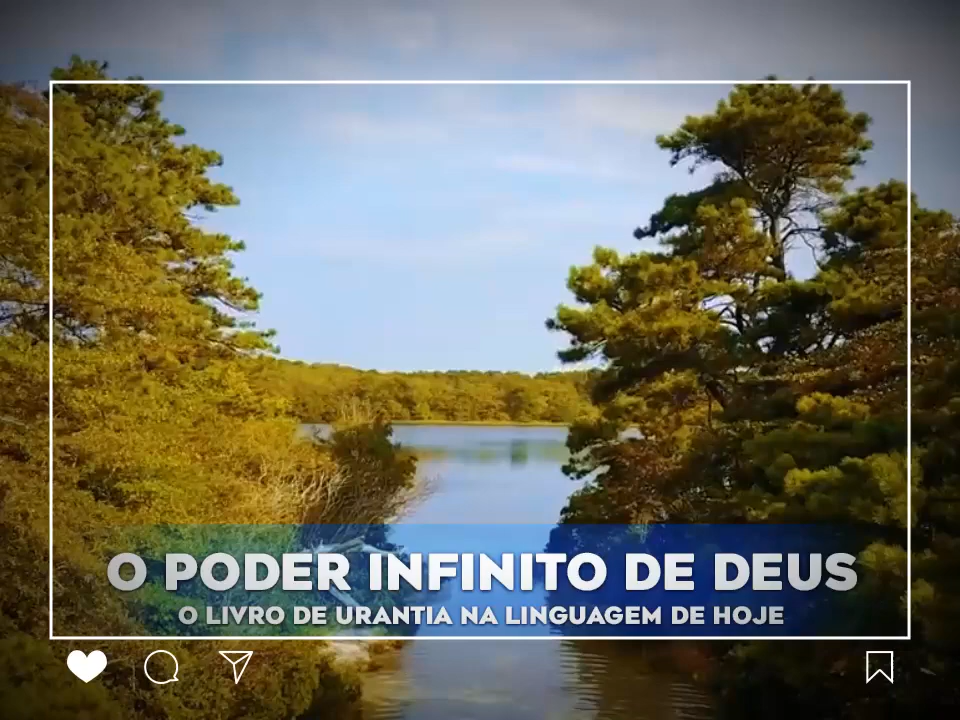 O PODER INFINITO DE DEUS
O LIVRO DE URANTIA NA LINGUAGEM DE HOJE